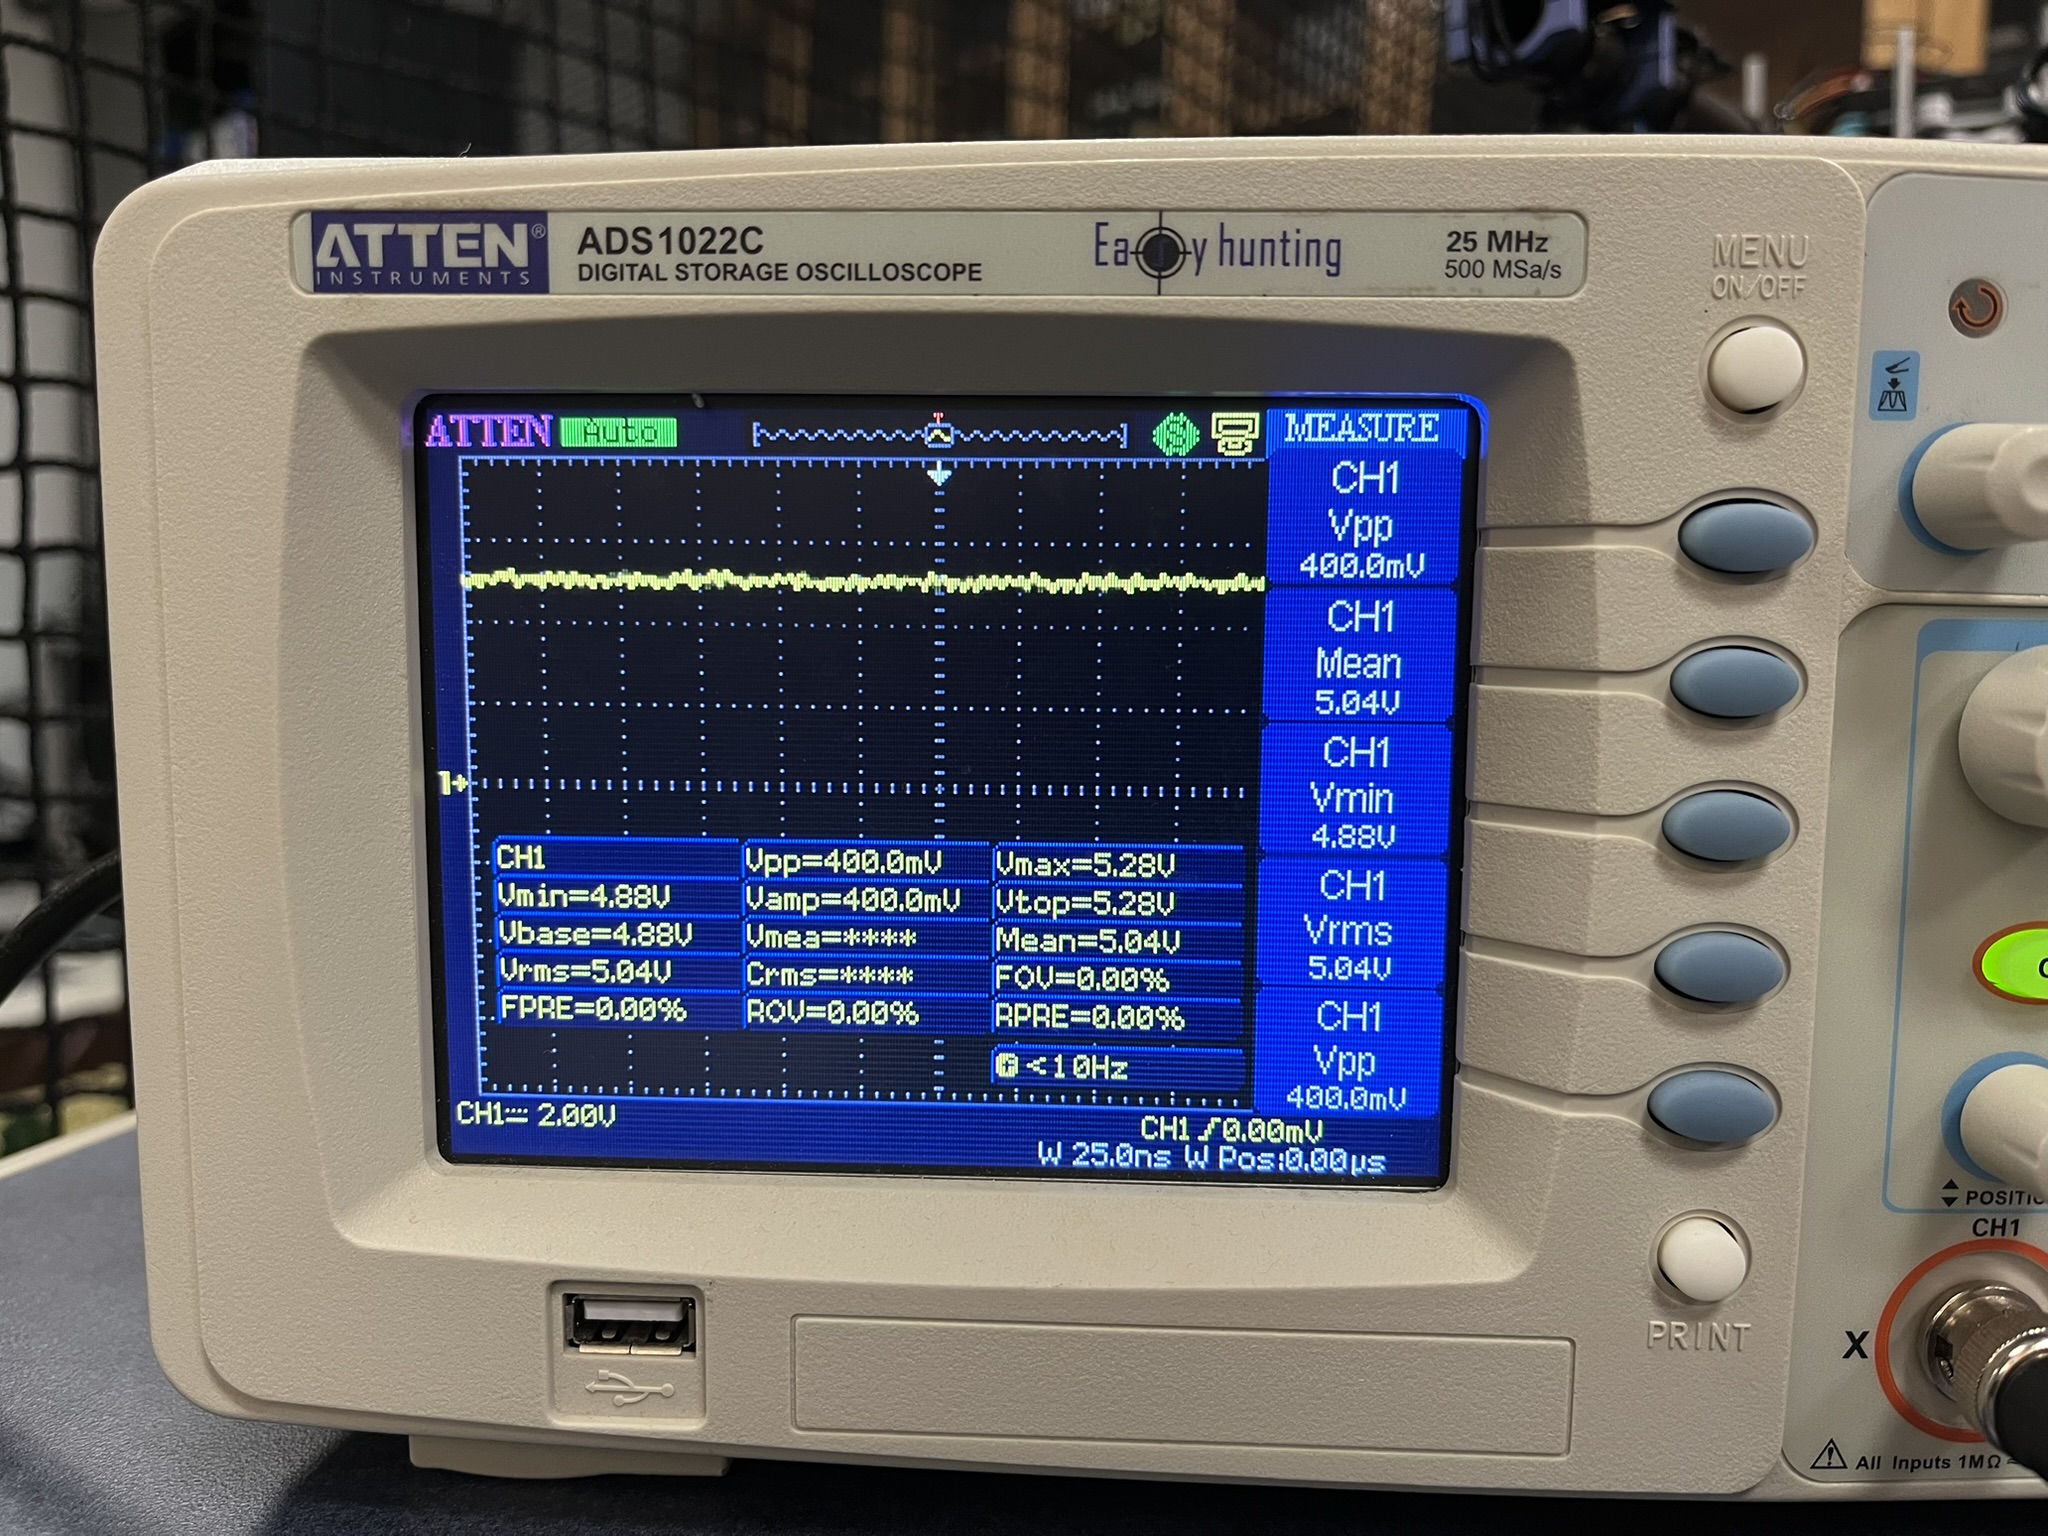 ATTEN®
INSTRUMENTS
ADS1022C
DIGITAL STORAGE OSCILLOSCOPE
Easy hunting
25 MHz
500 MSa/s
MENU
ON/OFF
ATTEN
Auto
T
MEASURE
CH1
Vpp
400.0mV
CH1
Mean
5.04V
CH1
Vmin
4.88V
CH1
Vrms
5.04V
CH1
Vpp
400.0mV
1
CH1 Vpp=400.0mV Vmax=5.28V
Vmin=4.88V Vamp=400.0mV Vtop=5.28V
Vbase=4.88V Vmea=**** Mean=5.04V
Vrms=5.04V Crms=**** FOV=0.00%
FPRE=0.00% ROV=0.00% RPRE=0.00%
<10Hz
CH1 2.00V
CH1 0.00mV
W 25.0ns W Pos:0.00µs
PRINT
POSITIO
CH1
X
All Inputs 1MΩ